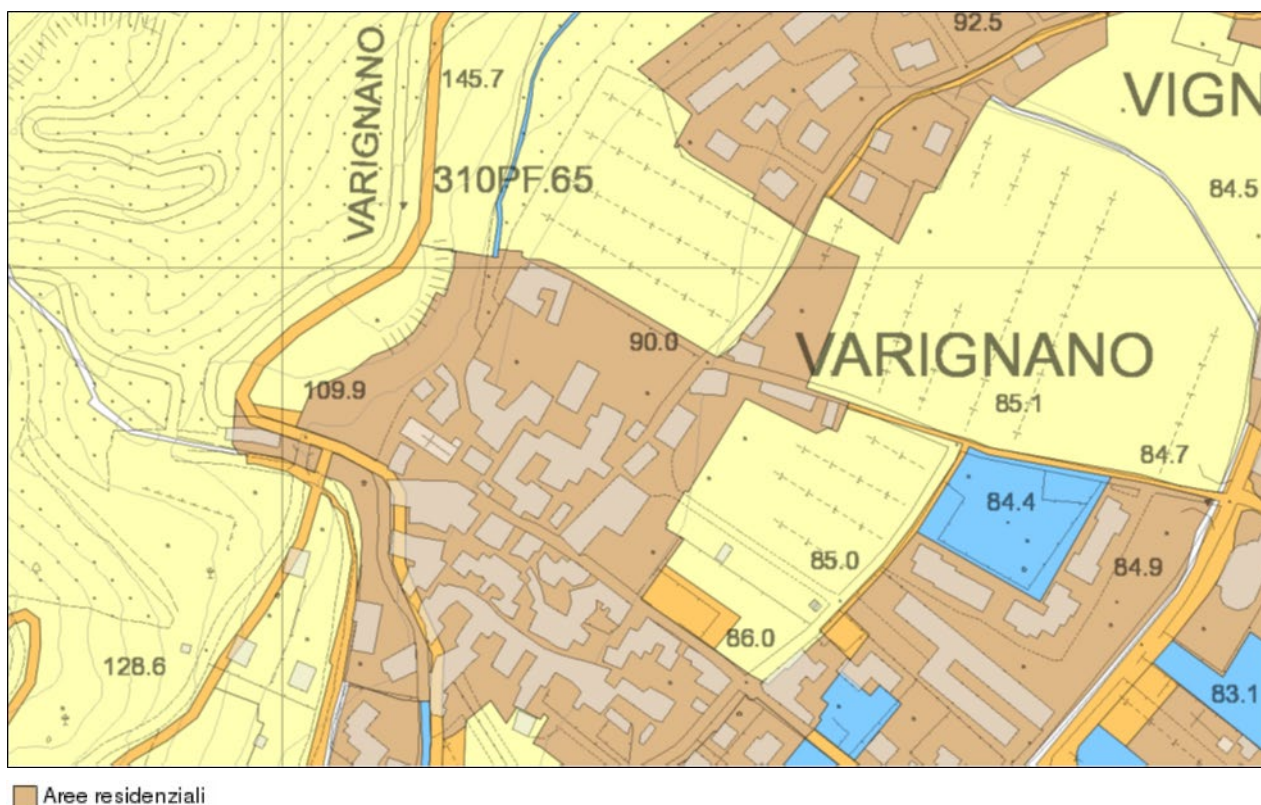 92.5
VARIGNANO
145.7
VIGN
310PF.65
84.5
90.0
VARIGNANO
109.9
85.1
84.7
84.4
85.0
84.9
86.0
128.6
83.1
Aree residenziali